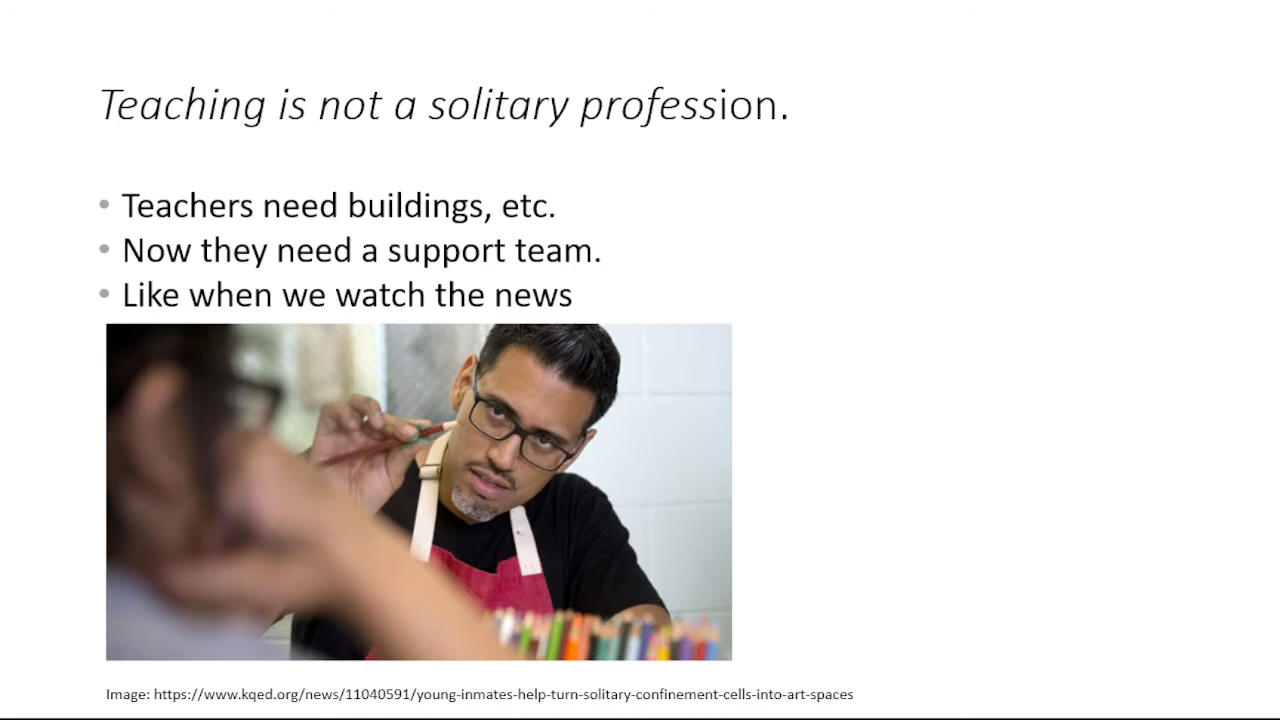 Teaching is not a solitary profession.
• Teachers need buildings, etc.
• Now they need a support team.
• Like when we watch the news
Image: https://www.kqed.org/news/11040591/young-inmates-help-turn-solitary-confinement-cells-into-art-spaces